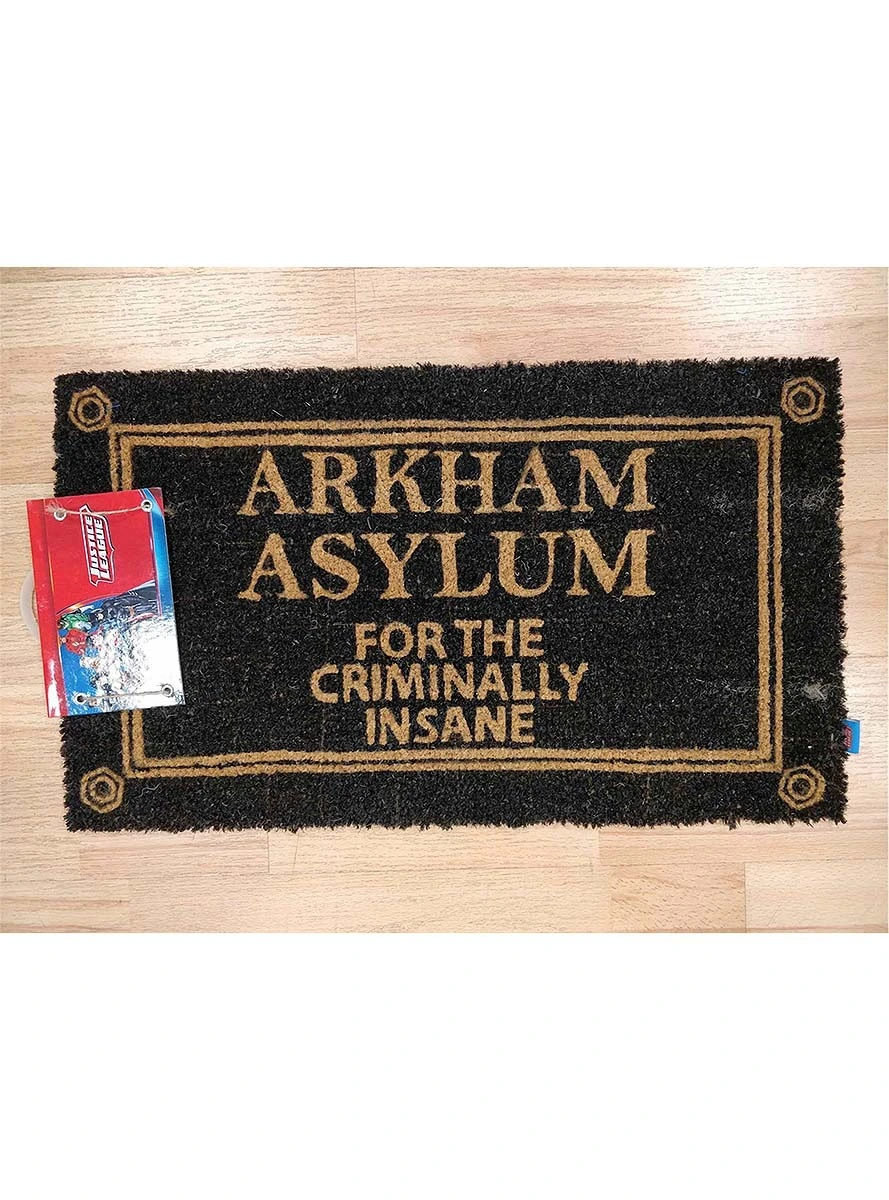 ARKHAM
ASYLUM
FOR THE
CRIMINALLY
INSANE
JUSTICE
LEAGUE